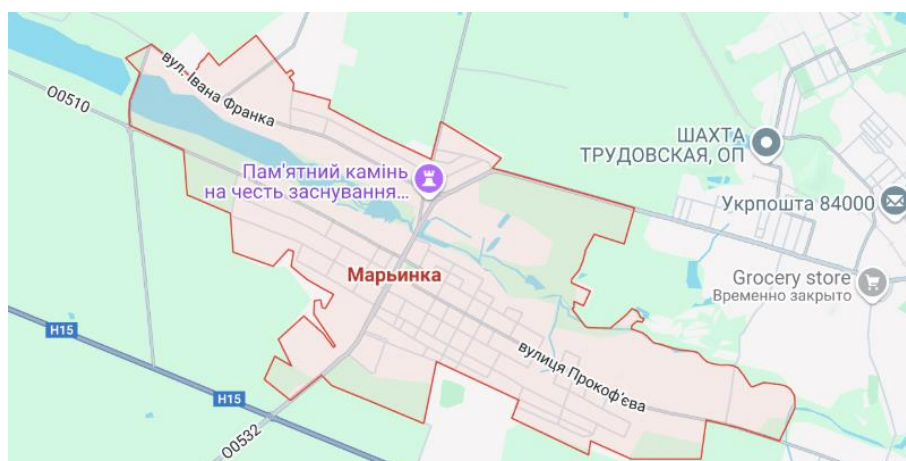 O0510
вул. Івана Франка
ШАХТА
ТРУДОВСКАЯ, ОП
Пам'ятний камінь
на честь заснування...
Укрпошта 84000
Марьинка
Grocery store
Временно закрыто
H15
вулиця Прокоф'єва
H15
O0532